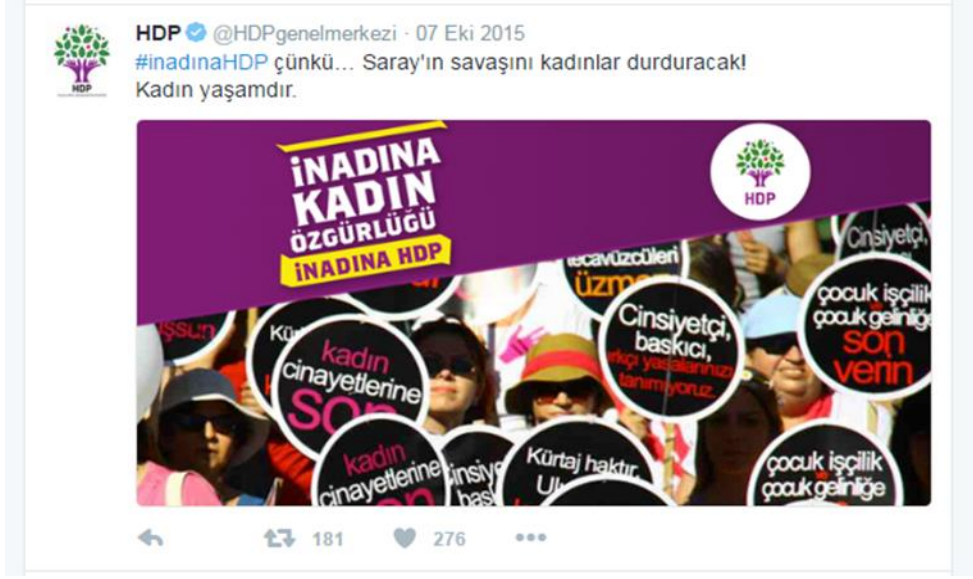 HDP @HDPgenelmerkezi · 07 Eki 2015
#inadınaHDP çünkü... Saray'ın savaşını kadınlar durduracak!
Kadın yaşamdır.
HDP
İNADINA
KADIN
ÖZGÜRLÜĞÜ
İNADINA HDP
HDP
Cinsiyetçi,
tecavüzcüleri
Cinsiyetçi,
baskıcı,
ırkçı yasalarınızı
tanımıyoruz.
çocuk işçilik
çocuk gelinliğe
son
verin
kadın
cinayetlerine
son
kadın
cinayetlerine
son
Kürtaj haktır
çocuk işçilik
çocuk gelinliğe
181
276